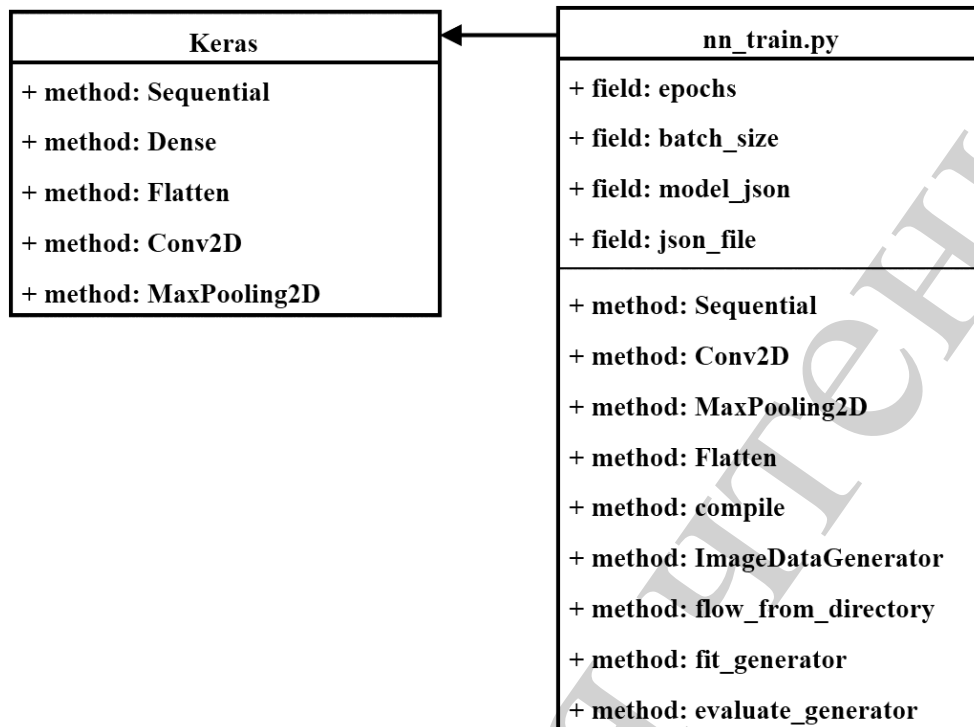 Keras
+ method: Sequential
+ method: Dense
+ method: Flatten
+ method: Conv2D
+ method: MaxPooling2D
nn_train.py
+ field: epochs
+ field: batch_size
+ field: model_json
+ field: json_file
+ method: Sequential
+ method: Conv2D
+ method: MaxPooling2D
+ method: Flatten
+ method: compile
+ method: ImageDataGenerator
+ method: flow_from_directory
+ method: fit_generator
+ method: evaluate_generator